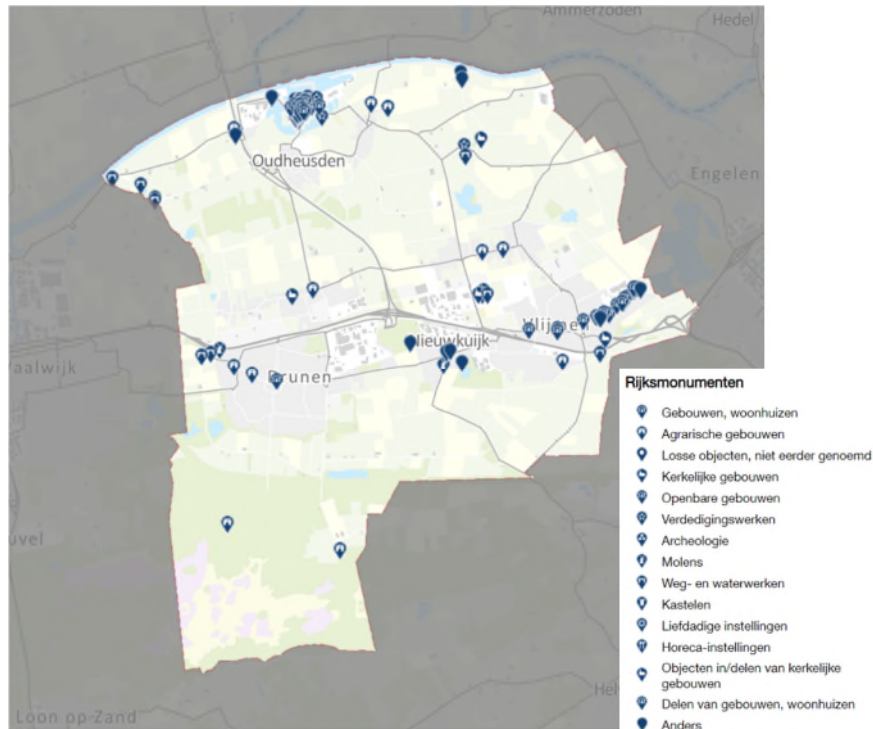 Ammerzoden
Hedel
Oudheusden
Engelen
Vlijmen
Nieuwkuijk
aalwijk
Drunen
Rijksmonumenten
Gebouwen, woonhuizen
Agrarische gebouwen
Losse objecten, niet eerder genoemd
Kerkelijke gebouwen
Openbare gebouwen
Verdedigingswerken
Archeologie
Molens
Weg- en waterwerken
Kastelen
Liefdadige instellingen
Horeca-instellingen
Objecten in/delen van kerkelijke
gebouwen
Delen van gebouwen, woonhuizen
Anders
uvel
Hel
Loon op Zand